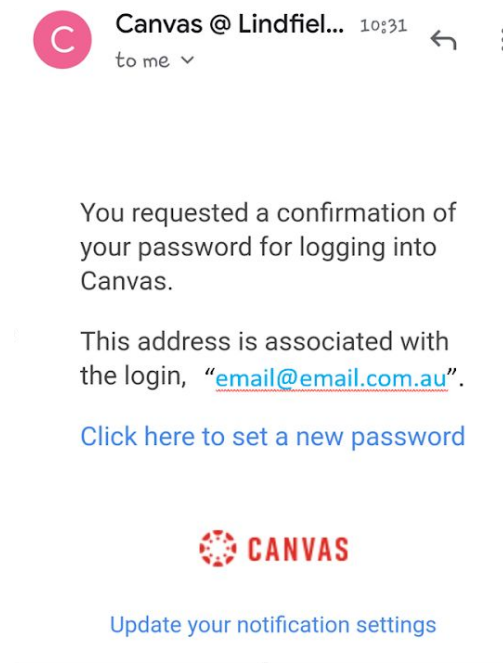 C
Canvas @ Lindfiel... 10:31
to me
You requested a confirmation of
your password for logging into
Canvas.
This address is associated with
the login, “email@email.com.au”.
Click here to set a new password
CANVAS
Update your notification settings